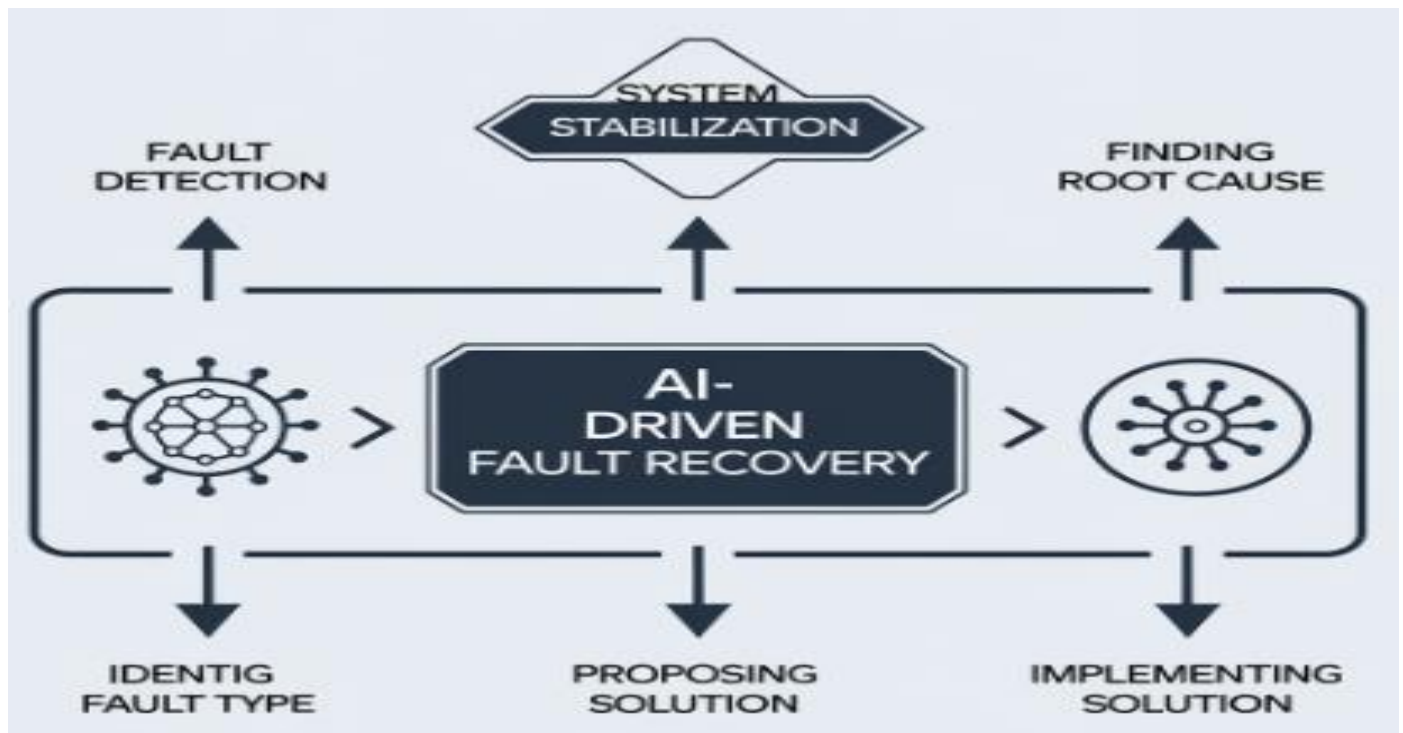 SYSTEM
STABILIZATION
FAULT
DETECTION
FINDING
ROOT CAUSE
AI-
DRIVEN
FAULT RECOVERY
IDENTIG
FAULT TYPE
PROPOSING
SOLUTION
IMPLEMENTING
SOLUTION